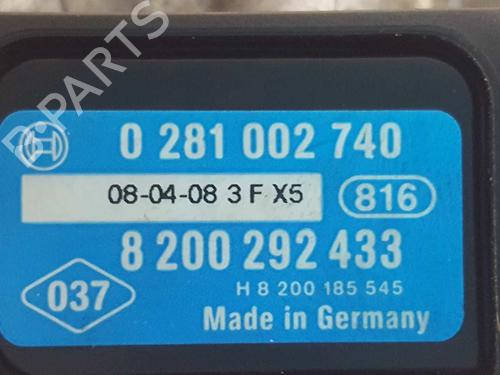 B-PARTS
0 281 002 740
08-04-08 3 F X5
816
8 200 292 433
037
H 8 200 185 545
Made in Germany